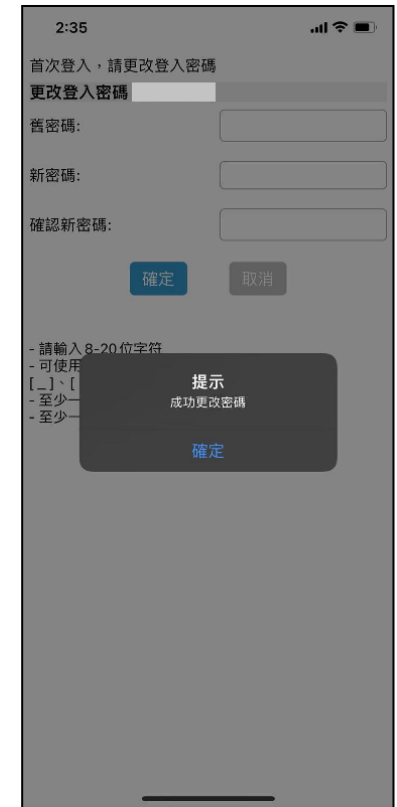 2:35
首次登入，請更改登入密碼
更改登入密碼
舊密碼:
新密碼:
確認新密碼:
確定 取消
- 請輸入8-20位字符
- 可使用
[ _ ]、[
- 至少一
- 至少一
提示
成功更改密碼
確定